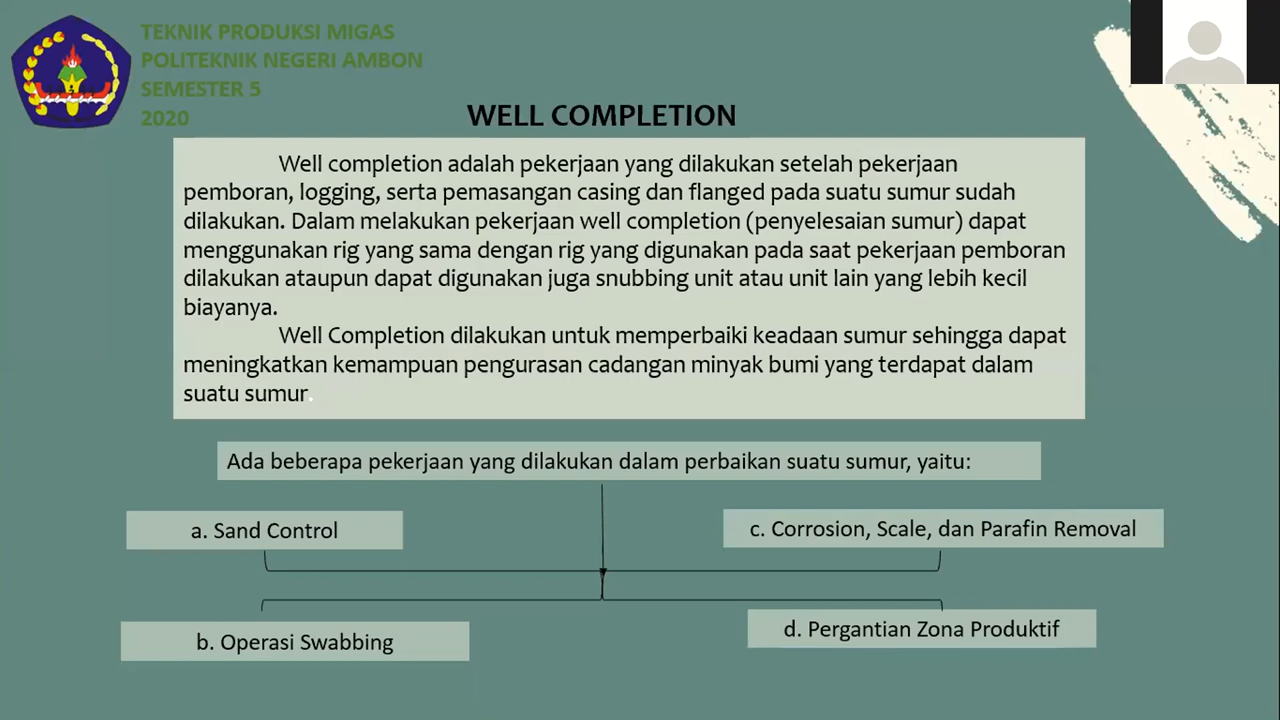 TEKNIK PRODUKSI MIGAS
POLITEKNIK NEGERI AMBON
SEMESTER 5
2020
WELL COMPLETION
Well completion adalah pekerjaan yang dilakukan setelah pekerjaan
pemboran, logging, serta pemasangan casing dan flanged pada suatu sumur sudah
dilakukan. Dalam melakukan pekerjaan well completion (penyelesaian sumur) dapat
menggunakan rig yang sama dengan rig yang digunakan pada saat pekerjaan pemboran
dilakukan ataupun dapat digunakan juga snubbing unit atau unit lain yang lebih kecil
biayanya.
Well Completion dilakukan untuk memperbaiki keadaan sumur sehingga dapat
meningkatkan kemampuan pengurasan cadangan minyak bumi yang terdapat dalam
suatu sumur.
Ada beberapa pekerjaan yang dilakukan dalam perbaikan suatu sumur, yaitu:
a. Sand Control
c. Corrosion, Scale, dan Parafin Removal
b. Operasi Swabbing
d. Pergantian Zona Produktif